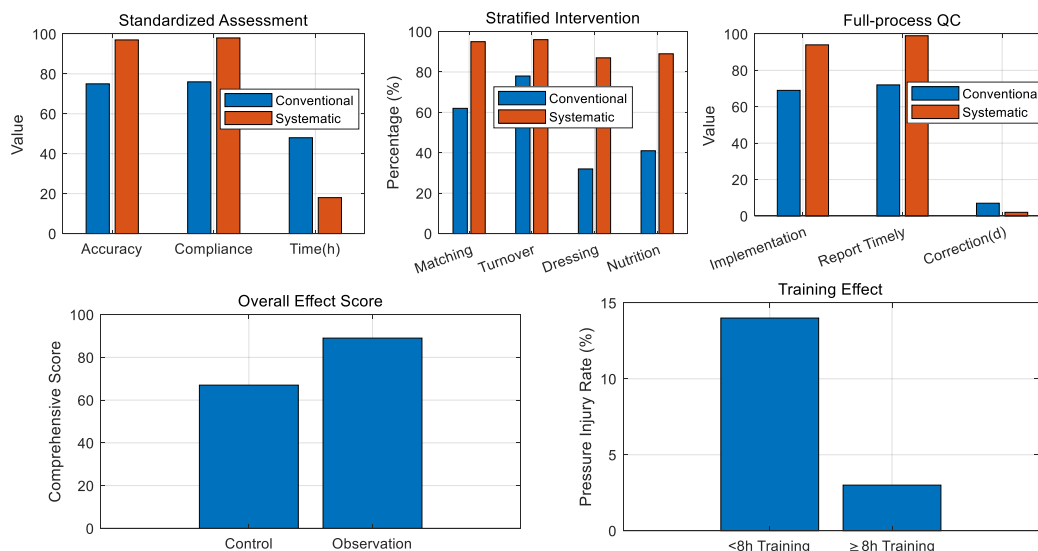 Standardized Assessment
Value
100
80
60
40
20
0
Conventional
Systematic
Accuracy
Compliance
Time(h)
Stratified Intervention
Percentage (%)
100
80
60
40
20
0
Conventional
Systematic
Matching
Turnover
Dressing
Nutrition
Full-process QC
Value
100
80
60
40
20
0
Conventional
Systematic
Implementation
Report Timely
Correction(d)
Overall Effect Score
Comprehensive Score
100
80
60
40
20
0
Control
Observation
Training Effect
Pressure Injury Rate (%)
15
10
5
0
<8h Training
≥ 8h Training